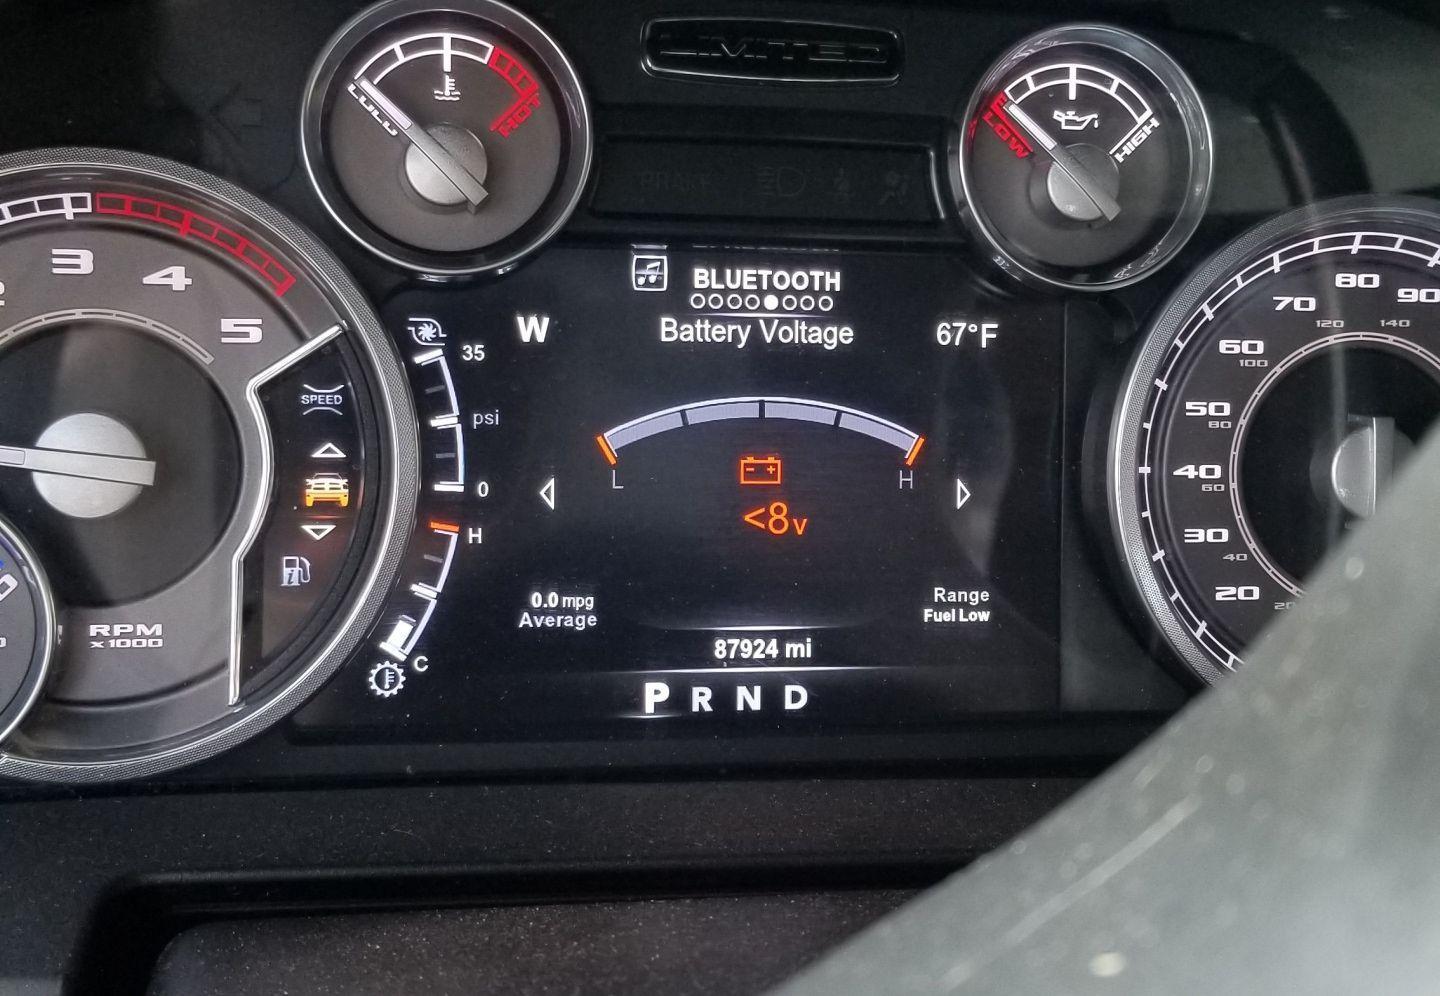 LIMITED
COLD
HOT
LOW
HIGH
BRAKE
BLUETOOTH
W
Battery Voltage
67°F
3
4
5
SPEED
RPM
x1000
35
psi
0
H
C
L
H
<8v
0.0 mpg
Average
Range
Fuel Low
87924 mi
P R N D
90
80
70
60
50
40
30
20
140
120
100
80
60
40